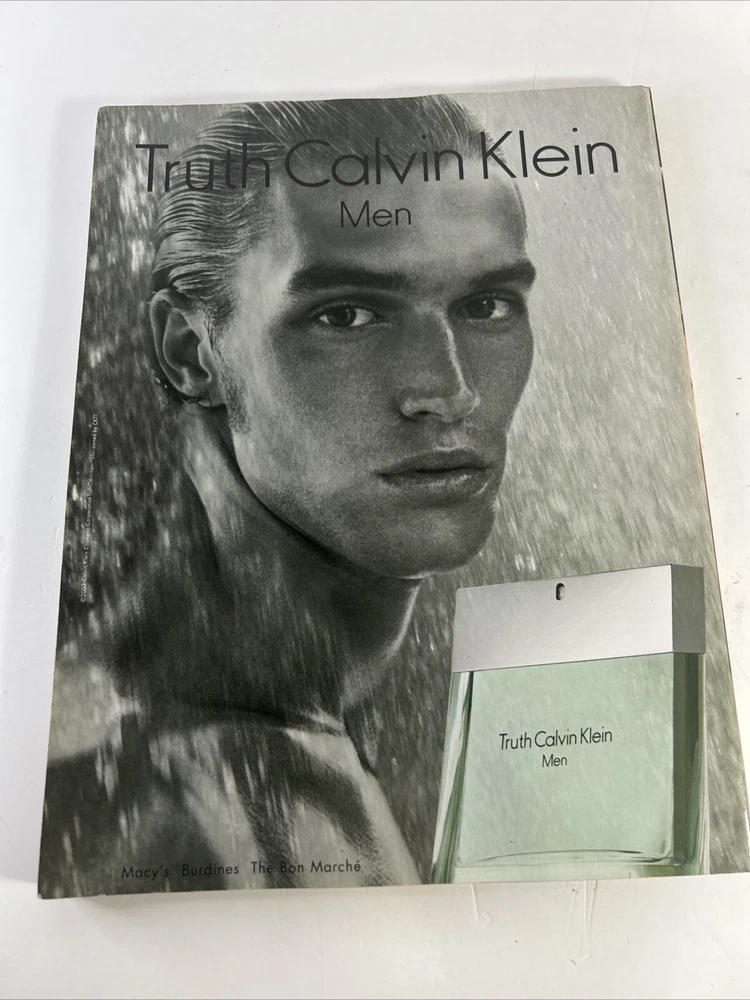 Truth Calvin Klein
Men
Truth Calvin Klein
Men
Macy's Burdines The Bon Marché